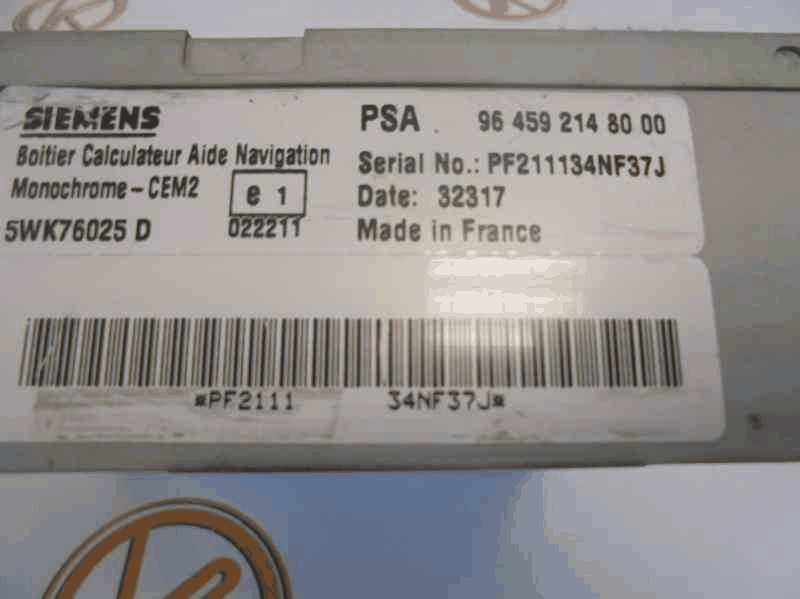 SIEMENS
Boitier Calculateur Aide Navigation
Monochrome-CEM2
e 1
5WK76025 D
022211
PSA 96 459 214 80 00
Serial No.: PF211134NF37J
Date: 32317
Made in France
*PF2111 34NF37J*